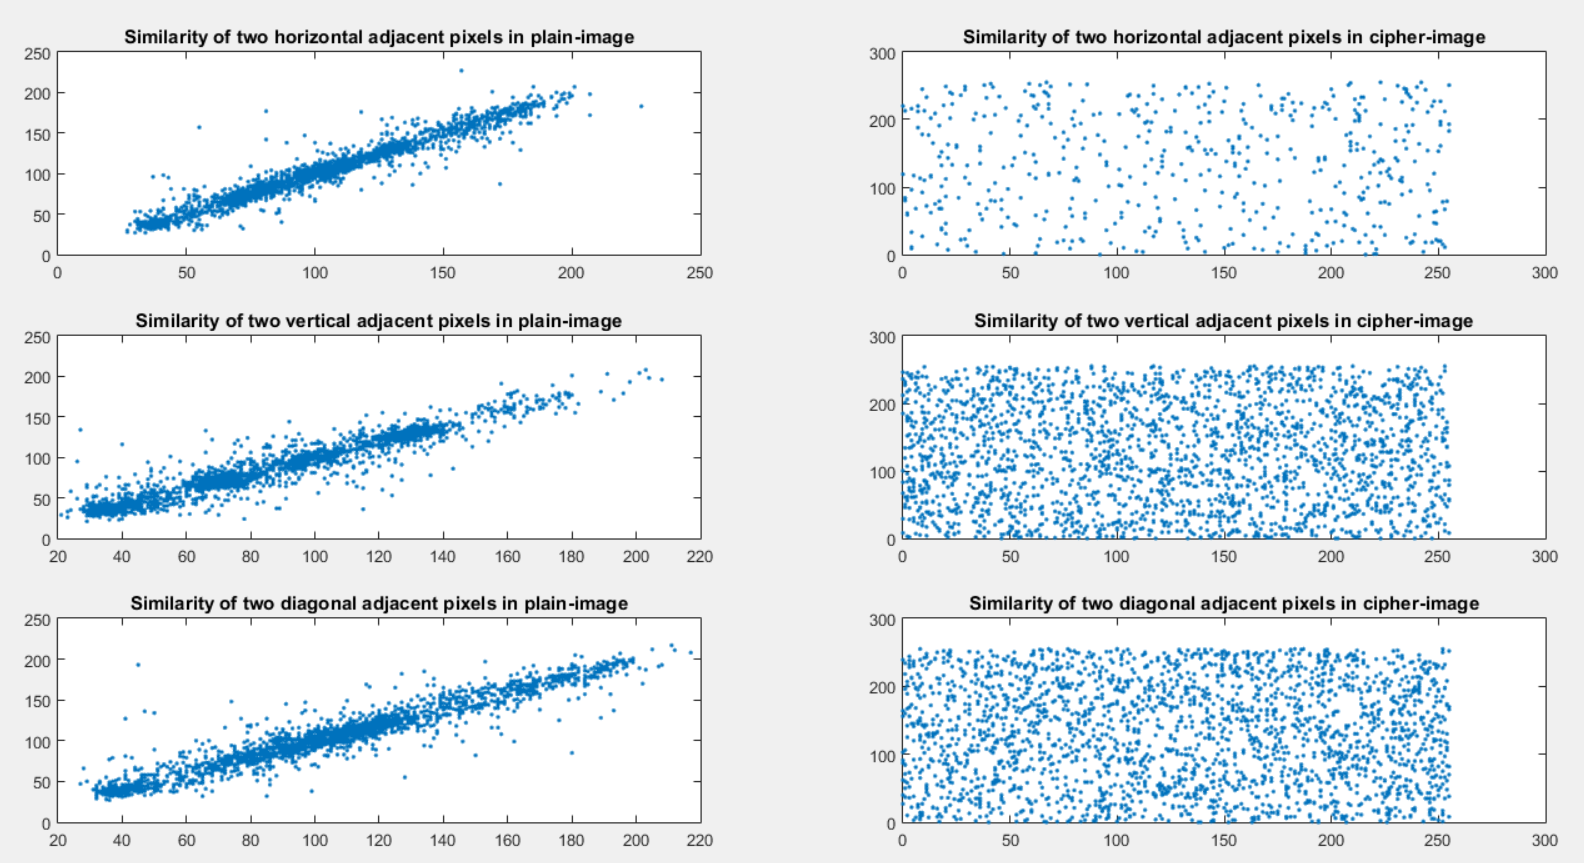 Similarity of two horizontal adjacent pixels in plain-image
250
200
150
100
50
0
0 50 100 150 200 250
Similarity of two horizontal adjacent pixels in cipher-image
300
200
100
0
0 50 100 150 200 250 300
Similarity of two vertical adjacent pixels in plain-image
250
200
150
100
50
0
20 40 60 80 100 120 140 160 180 200 220
Similarity of two vertical adjacent pixels in cipher-image
300
200
100
0
0 50 100 150 200 250 300
Similarity of two diagonal adjacent pixels in plain-image
250
200
150
100
50
0
20 40 60 80 100 120 140 160 180 200 220
Similarity of two diagonal adjacent pixels in cipher-image
300
200
100
0
0 50 100 150 200 250 300